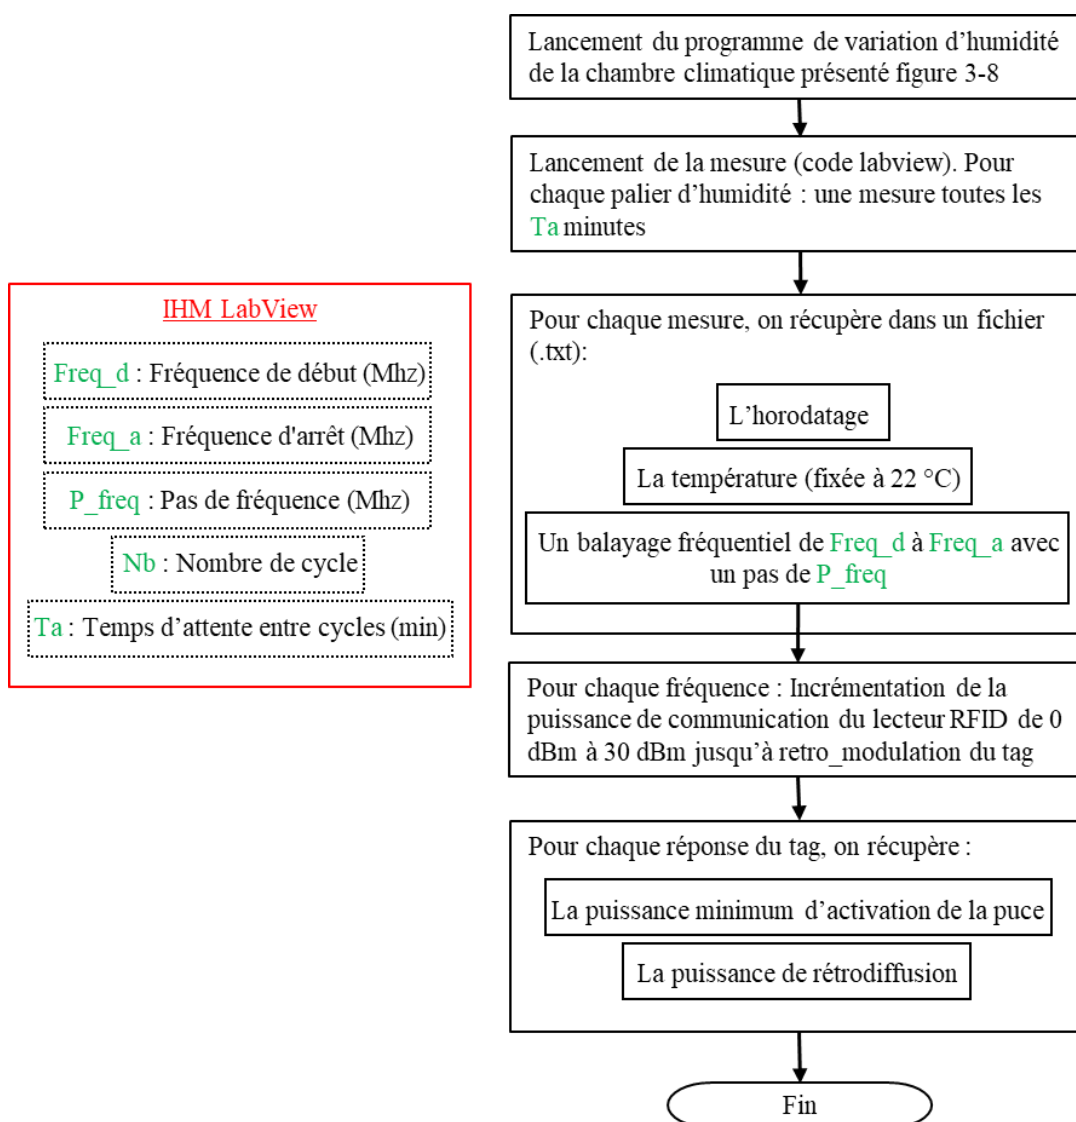 Lancement du programme de variation d’humidité
de la chambre climatique présenté figure 3-8
Lancement de la mesure (code labview). Pour
chaque palier d’humidité : une mesure toutes les
Ta minutes
IHM LabView
Freq_d : Fréquence de début (Mhz)
Freq_a : Fréquence d'arrêt (Mhz)
P_freq : Pas de fréquence (Mhz)
Nb : Nombre de cycle
Ta : Temps d’attente entre cycles (min)
Pour chaque mesure, on récupère dans un fichier
(.txt):
L’horodatage
La température (fixée à 22 °C)
Un balayage fréquentiel de Freq_d à Freq_a avec
un pas de P_freq
Pour chaque fréquence : Incrémentation de la
puissance de communication du lecteur RFID de 0
dBm à 30 dBm jusqu’à retro_modulation du tag
Pour chaque réponse du tag, on récupère :
La puissance minimum d’activation de la puce
La puissance de rétrodiffusion
Fin